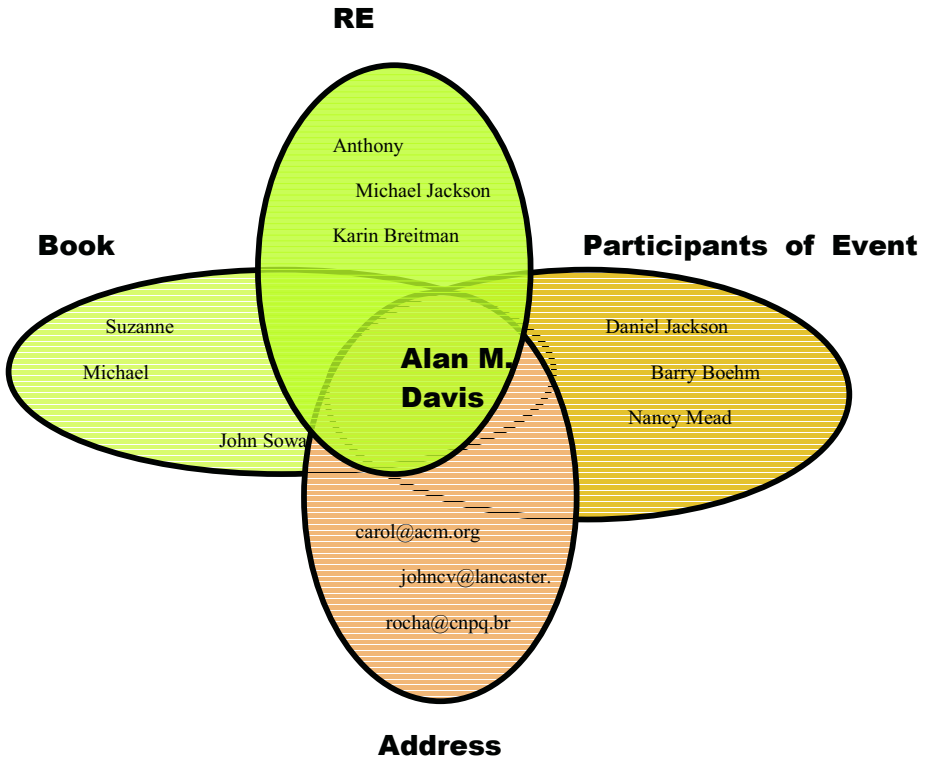 RE
Anthony
Michael Jackson
Karin Breitman
Book
Participants of Event
Suzanne
Michael
John Sowa
Alan M.
Davis
Daniel Jackson
Barry Boehm
Nancy Mead
carol@acm.org
johncv@lancaster.
rocha@cnpq.br
Address